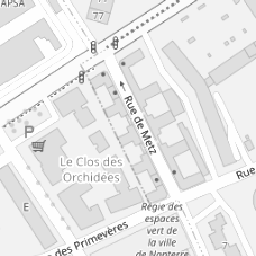 APSA
77
Rue de Metz
P
Le Clos des
Orchidées
E
Rue
Régie des
espaces
vert de
la ville
de Nanterre
des Primevères
7